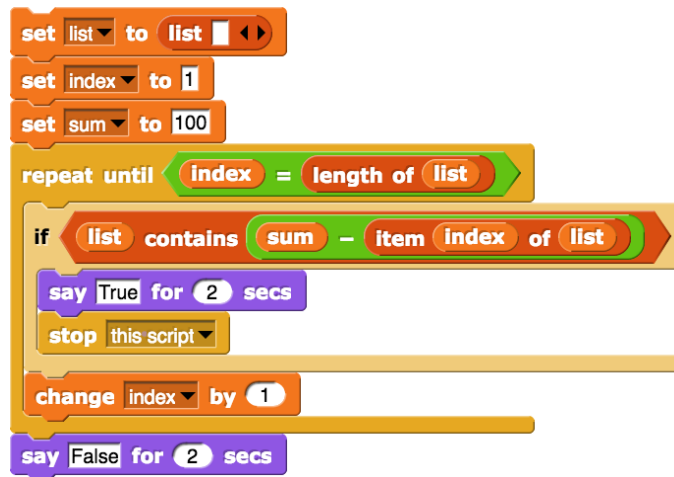 set list to list
set index to 1
set sum to 100
repeat until index = length of list
if list contains sum - item index of list
say True for 2 secs
stop this script
change index by 1
say False for 2 secs